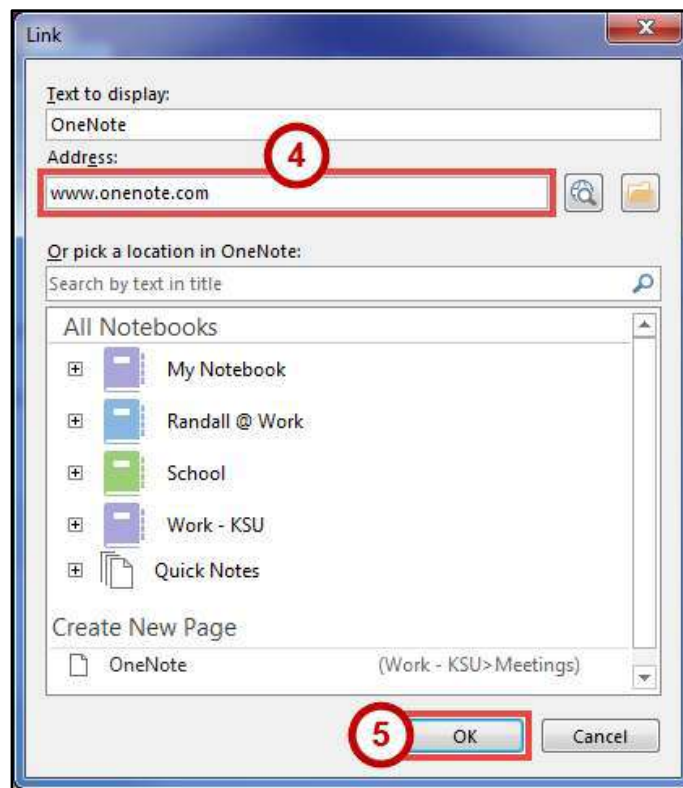 Link
Text to display:
OneNote
Address:
4
www.onenote.com
Or pick a location in OneNote:
Search by text in title
All Notebooks
My Notebook
Randall @ Work
School
Work - KSU
Quick Notes
Create New Page
OneNote (Work - KSU>Meetings)
5 OK Cancel